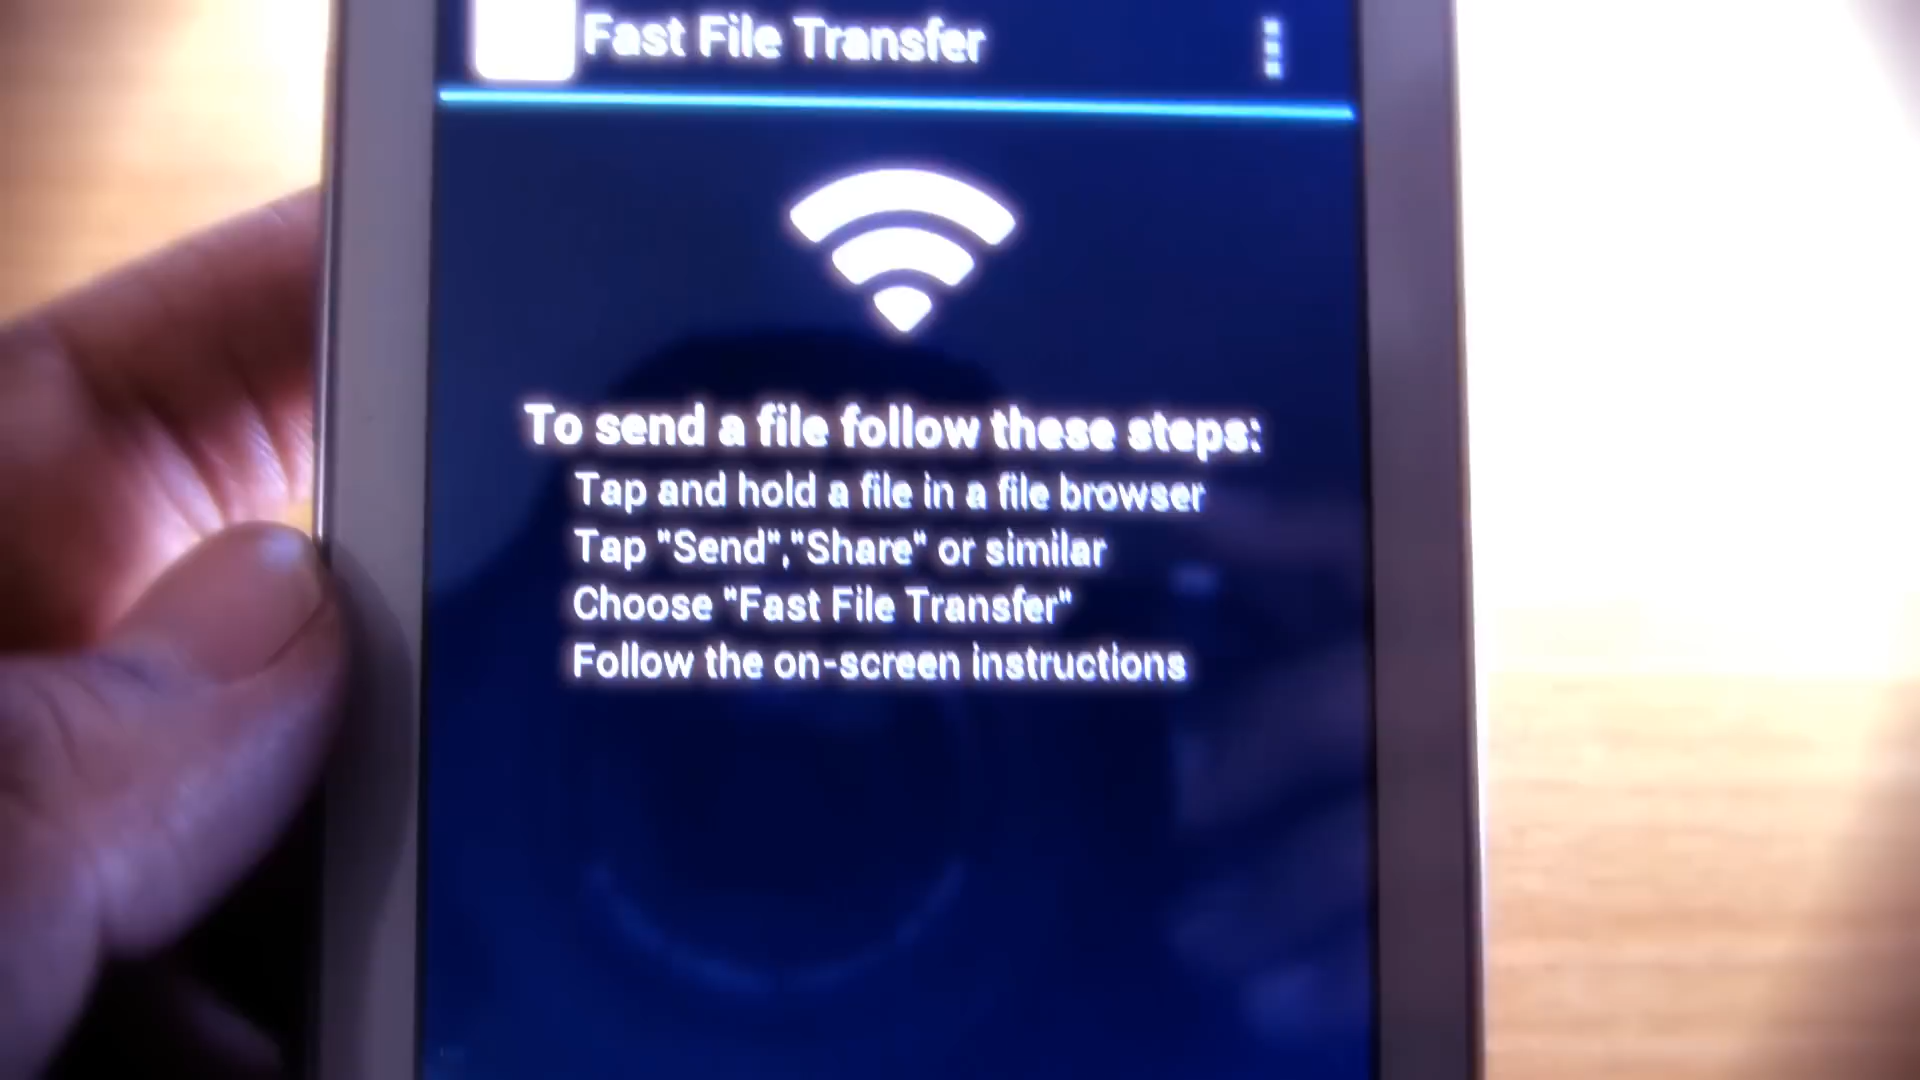 Fast File Transfer
To send a file follow these steps:
Tap and hold a file in a file browser
Tap "Send","Share" or similar
Choose "Fast File Transfer"
Follow the on-screen instructions